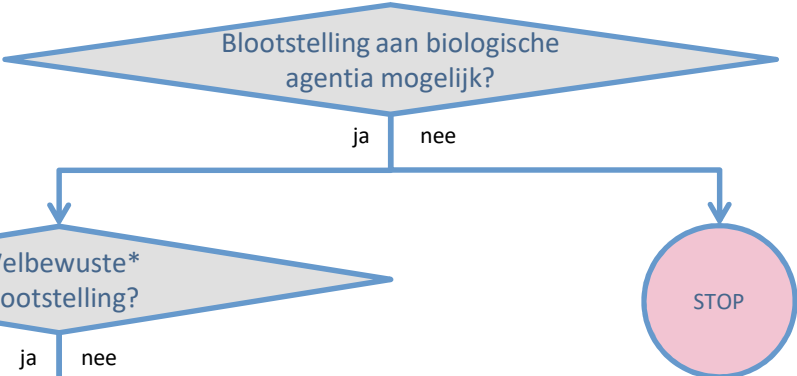 Blootstelling aan biologische
agentia mogelijk?
ja nee
elbewuste*
ootstelling?
STOP
ja nee